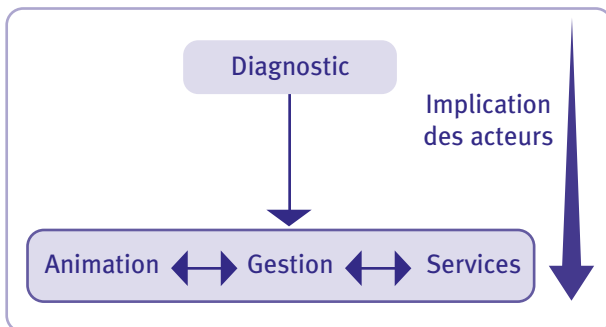 Diagnostic
Implication
des acteurs
Animation Gestion Services